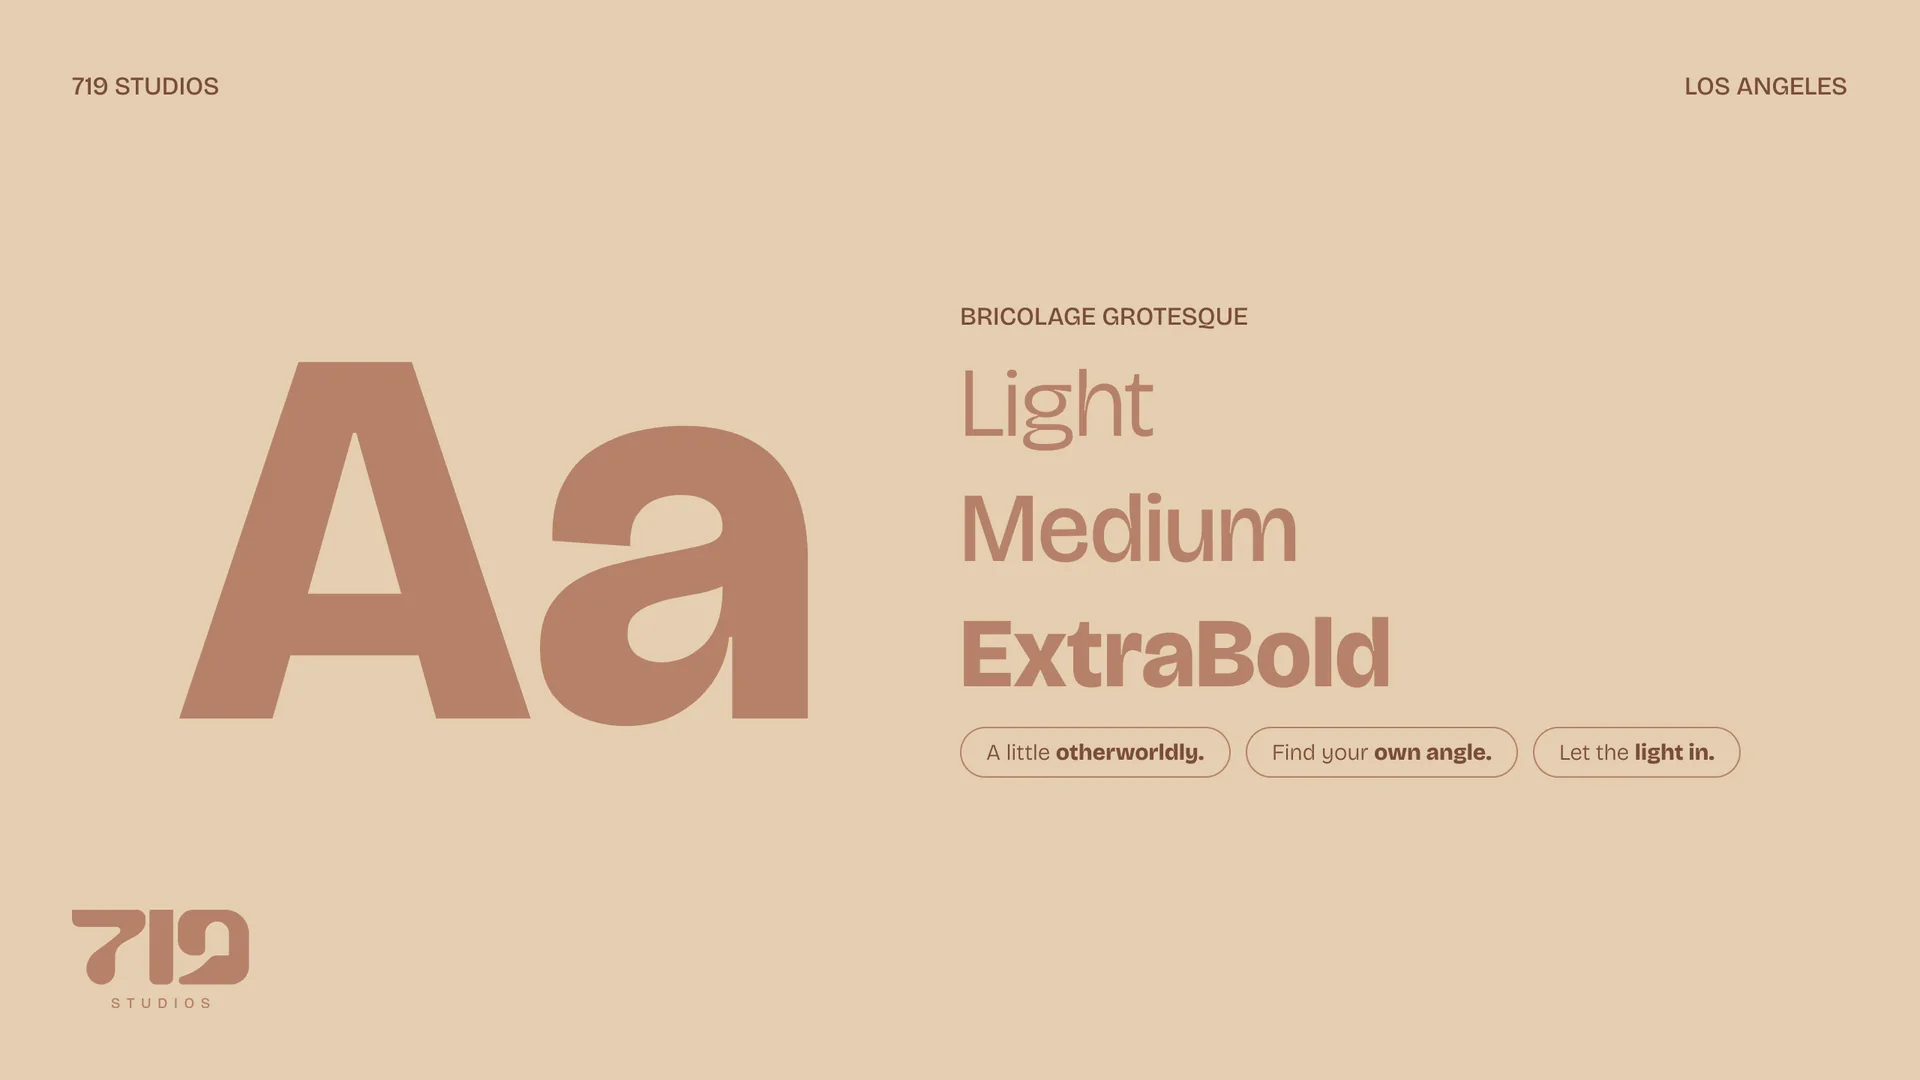 719 STUDIOS
LOS ANGELES
Aa
BRICOLAGE GROTESQUE
Light
Medium
ExtraBold
A little otherworldly.
Find your own angle.
Let the light in.
719
STUDIOS